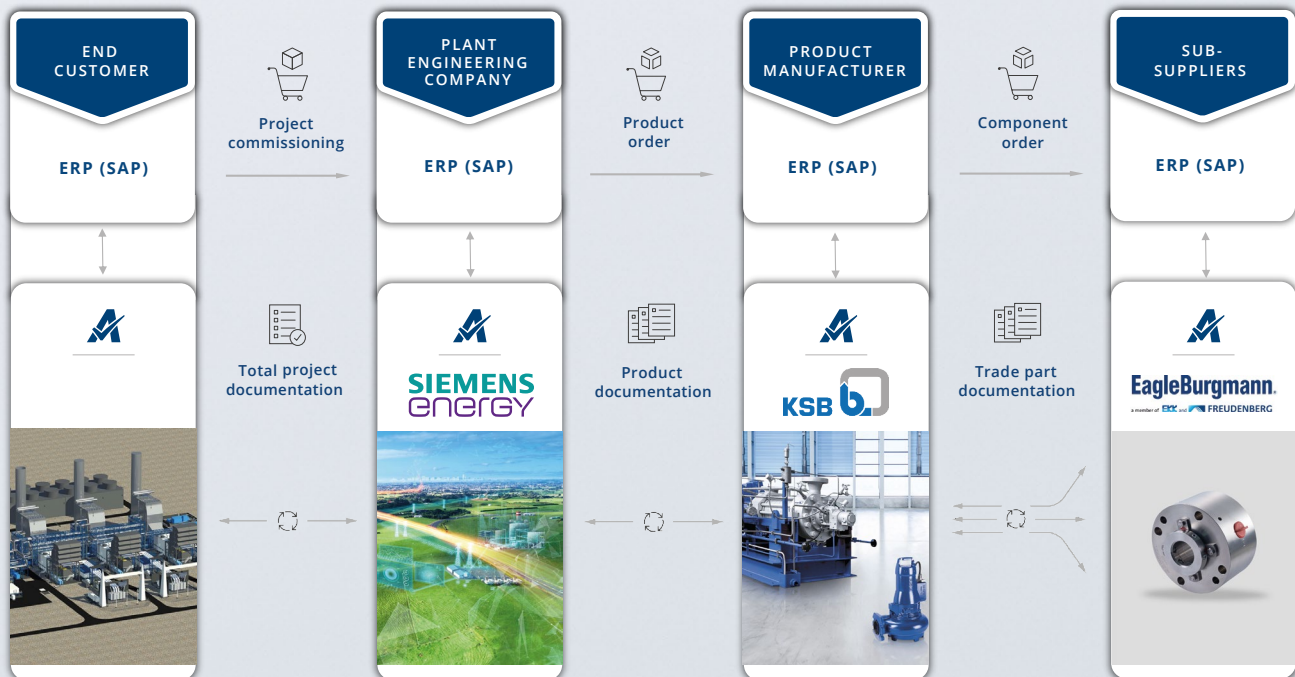 END
CUSTOMER
ERP (SAP)
Project
commissioning
PLANT
ENGINEERING
COMPANY
ERP (SAP)
Product
order
PRODUCT
MANUFACTURER
ERP (SAP)
Component
order
SUB-
SUPPLIERS
ERP (SAP)
Total project
documentation
SIEMENS
energy
Product
documentation
KSB b
Trade part
documentation
EagleBurgmann®
a member of EKK and FREUDENBERG